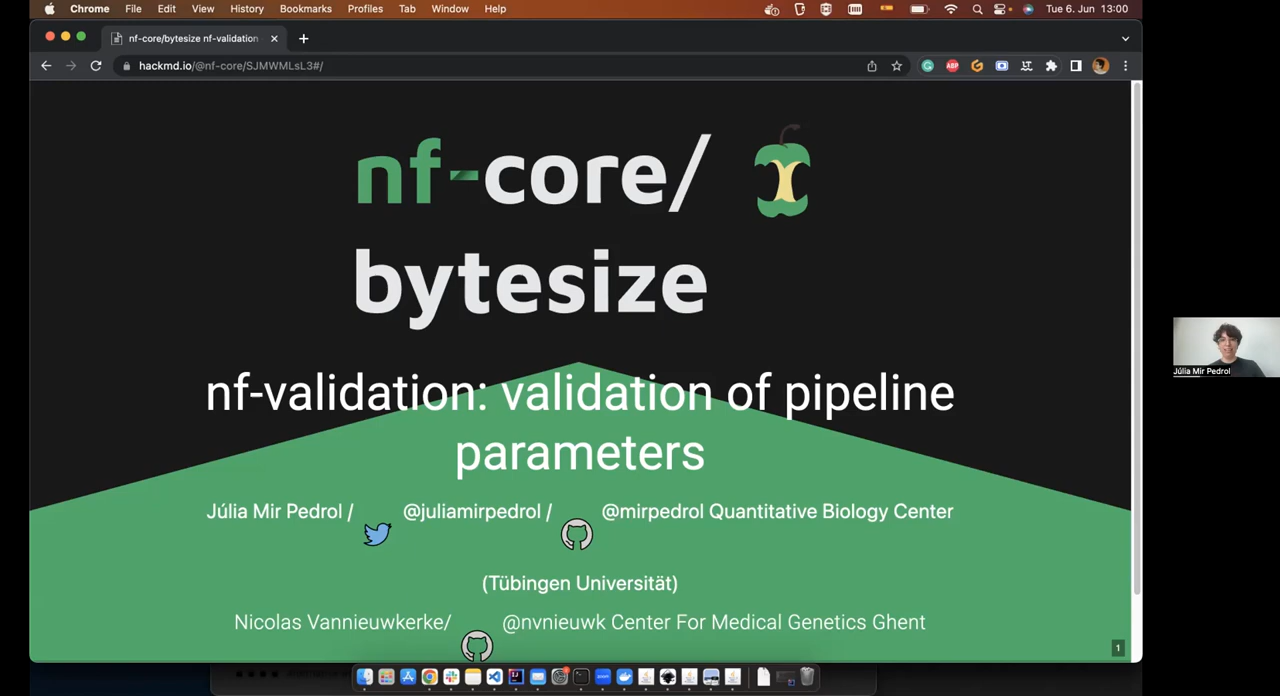 Chrome File Edit View History Bookmarks Profiles Tab Window Help Tue 6. Jun 13:00
nf-core/bytesize nf-validation
hackmd.io/@nf-core/SJMWMLsL3#/
ABP
nf-core/
bytesize
nf-validation: validation of pipeline
parameters
Júlia Mir Pedrol / @juliamirpedrol / @mirpedrol Quantitative Biology Center
(Tübingen Universität)
Nicolas Vannieuwkerke/ @nvnieuwk Center For Medical Genetics Ghent
1
Júlia Mir Pedrol